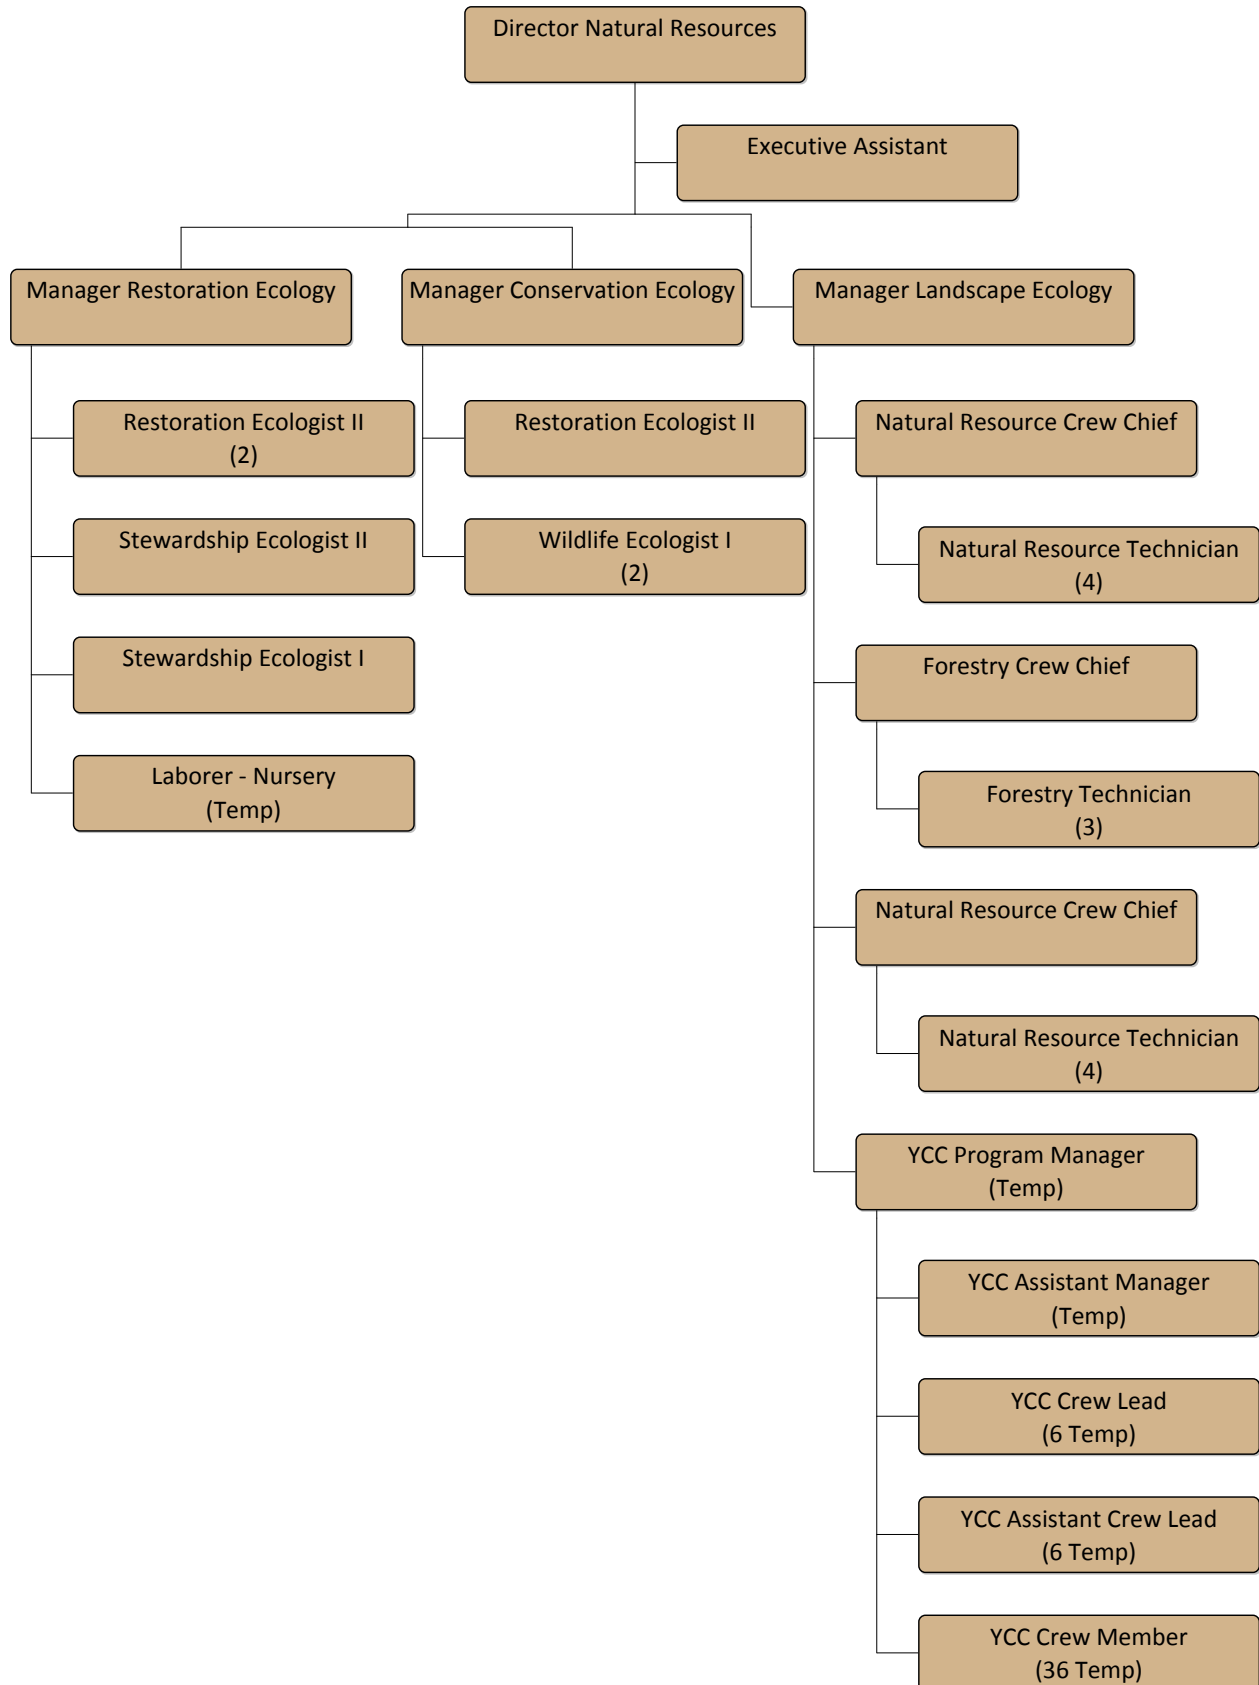 Director Natural Resources
Executive Assistant
Manager Restoration Ecology
Manager Conservation Ecology
Manager Landscape Ecology
Restoration Ecologist II
(2)
Stewardship Ecologist II
Stewardship Ecologist I
Laborer - Nursery
(Temp)
Restoration Ecologist II
Wildlife Ecologist I
(2)
Natural Resource Crew Chief
Natural Resource Technician
(4)
Forestry Crew Chief
Forestry Technician
(3)
Natural Resource Crew Chief
Natural Resource Technician
(4)
YCC Program Manager
(Temp)
YCC Assistant Manager
(Temp)
YCC Crew Lead
(6 Temp)
YCC Assistant Crew Lead
(6 Temp)
YCC Crew Member
(36 Temp)